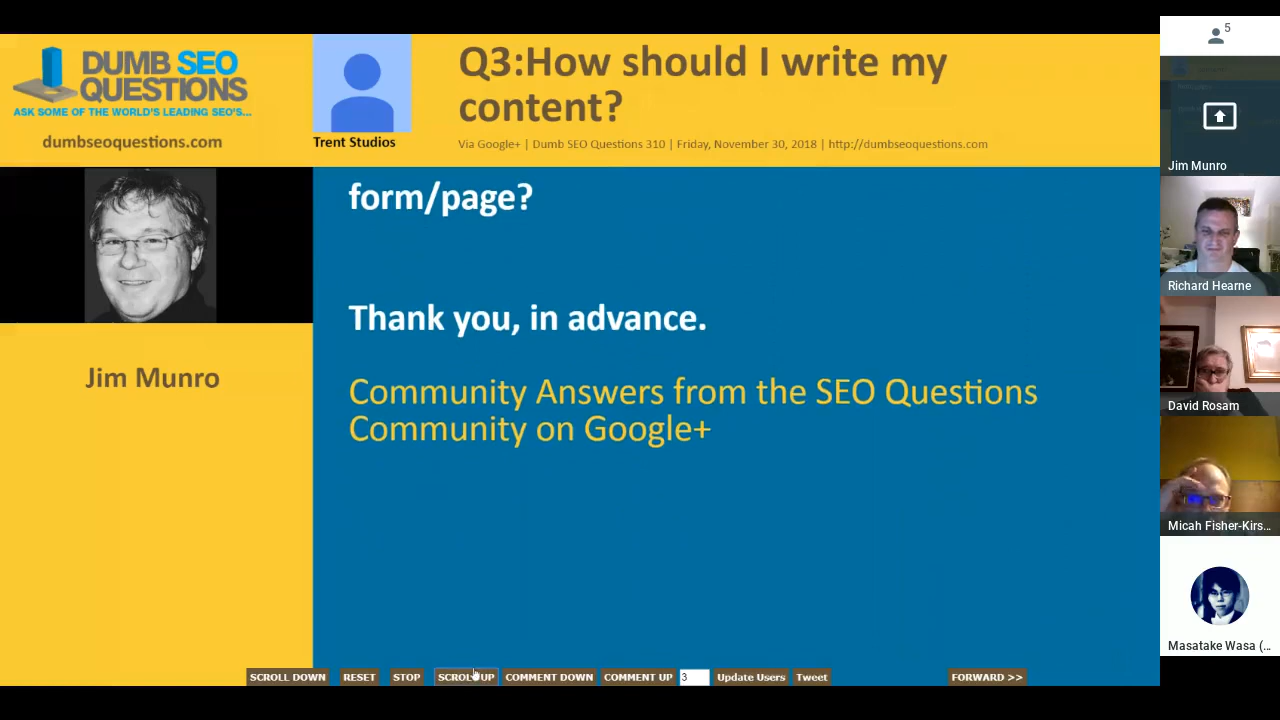 DUMB SEO
QUESTIONS
ASK SOME OF THE WORLD'S LEADING SEO'S...
dumbseoquestions.com
Trent Studios
Q3:How should I write my
content?
Via Google+ | Dumb SEO Questions 310 | Friday, November 30, 2018 | http://dumbseoquestions.com
Jim Munro
form/page?
Thank you, in advance.
Community Answers from the SEO Questions
Community on Google+
SCROLL DOWN RESET STOP SCROLL UP COMMENT DOWN COMMENT UP 3 Update Users Tweet FORWARD >>
5
Jim Munro
Richard Hearne
David Rosam
Micah Fisher-Kirs...
Masatake Wasa (...